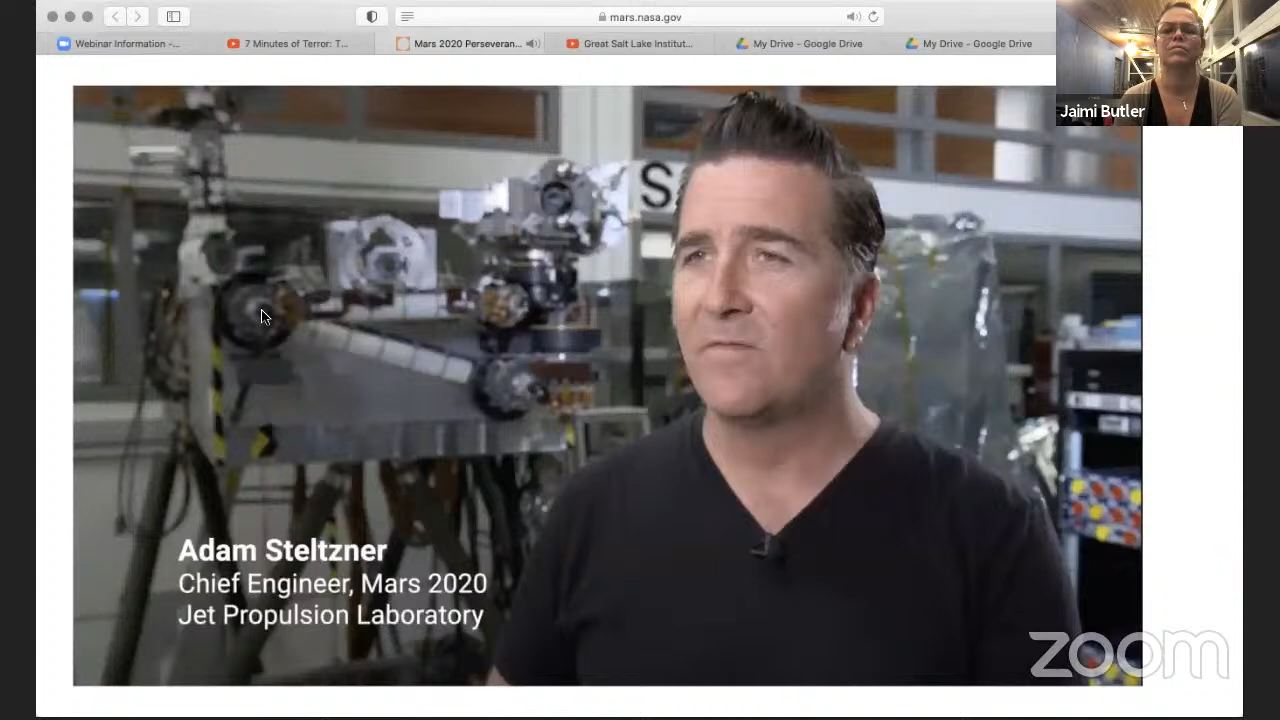 mars.nasa.gov
Webinar Information -...
7 Minutes of Terror: T...
Mars 2020 Perseveran...
Great Salt Lake Institut...
My Drive - Google Drive
My Drive - Google Drive
Jaimi Butler
S
Adam Steltzner
Chief Engineer, Mars 2020
Jet Propulsion Laboratory
zoom